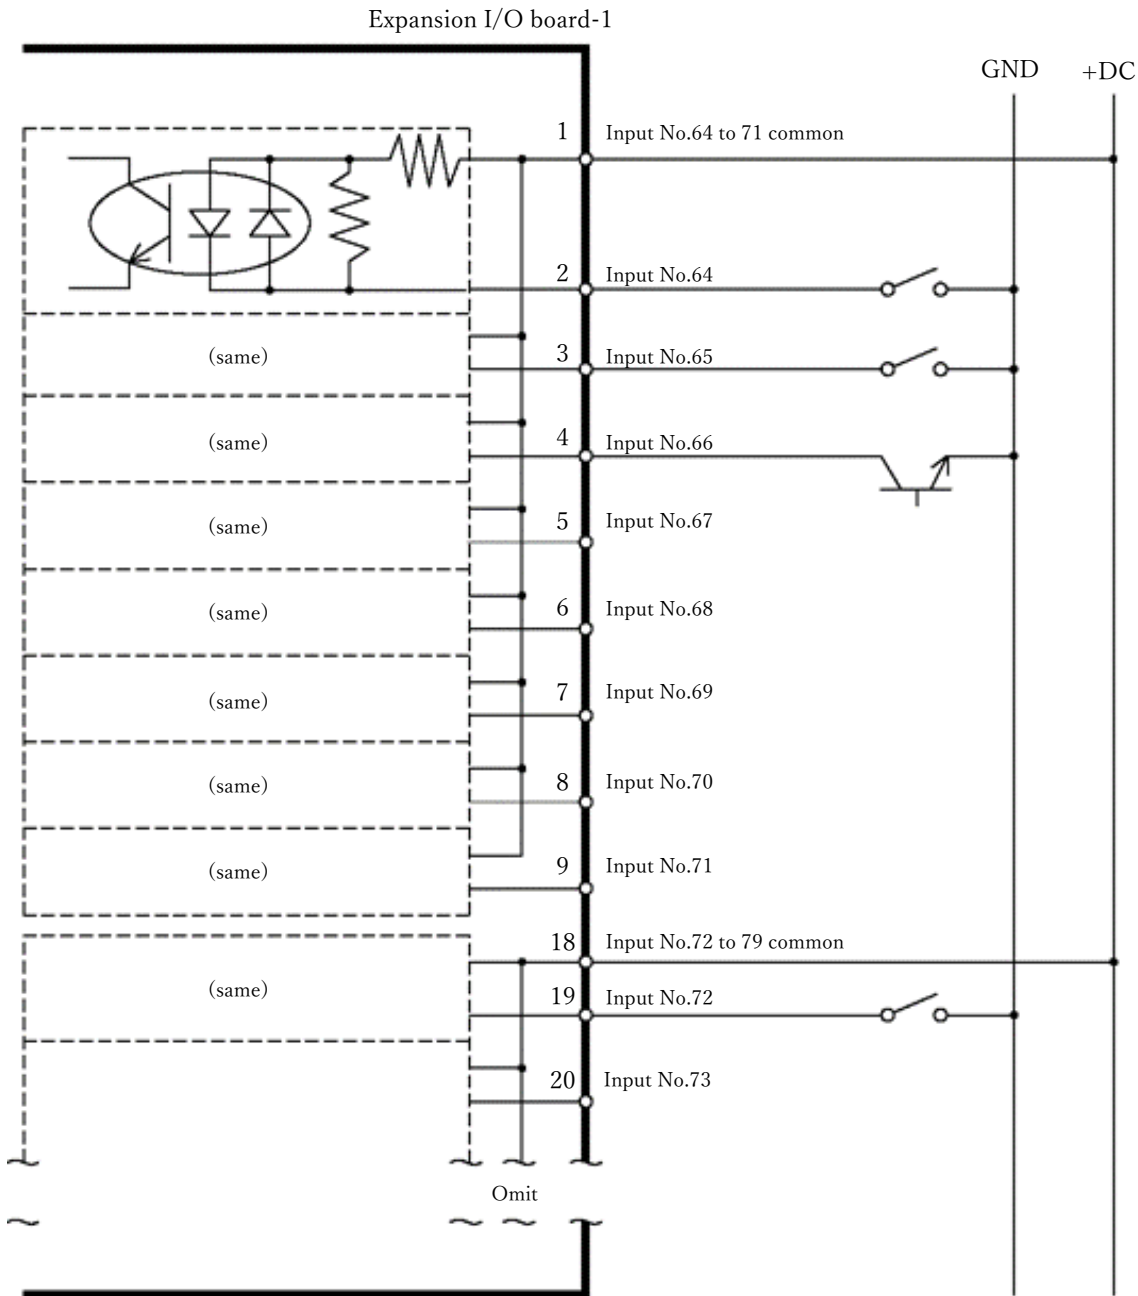 Expansion I/O board-1
GND +DC
1 Input No.64 to 71 common
2 Input No.64
(same) 3 Input No.65
(same) 4 Input No.66
(same) 5 Input No.67
(same) 6 Input No.68
(same) 7 Input No.69
(same) 8 Input No.70
(same) 9 Input No.71
18 Input No.72 to 79 common
(same) 19 Input No.72
20 Input No.73
Omit